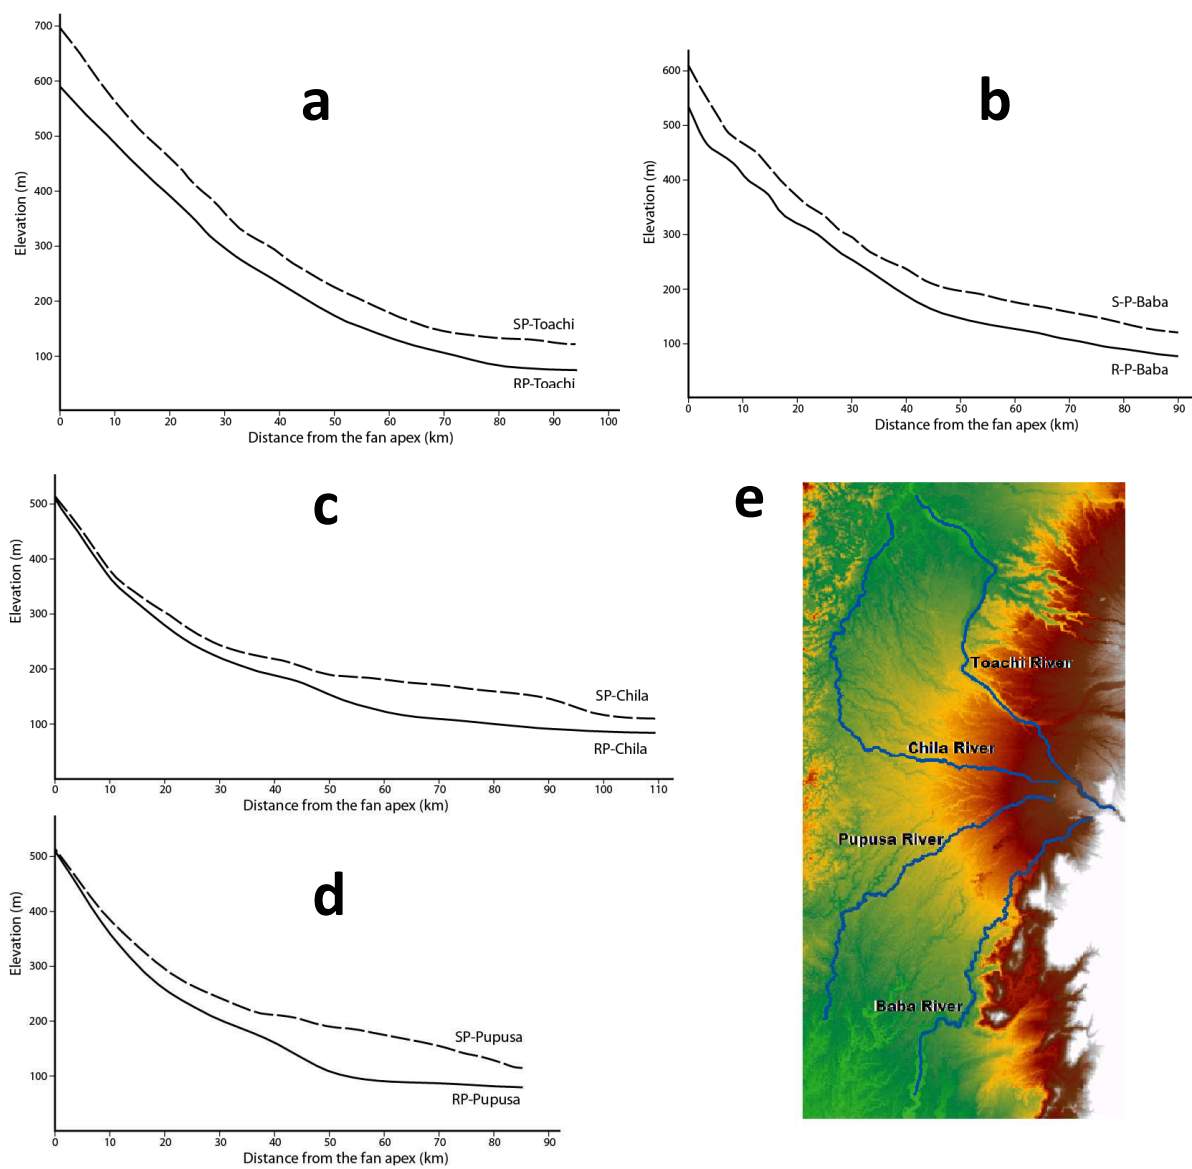 a
700
600
500
400
300
200
100
Elevation (m)
SP-Toachi
RP-Toachi
0 10 20 30 40 50 60 70 80 90 100
Distance from the fan apex (km)
b
600
500
400
300
200
100
Elevation (m)
S-P-Baba
R-P-Baba
0 10 20 30 40 50 60 70 80 90
Distance from the fan apex (km)
c
500
400
300
200
100
Elevation (m)
SP-Chila
RP-Chila
0 10 20 30 40 50 60 70 80 90 100 110
Distance from the fan apex (km)
d
500
400
300
200
100
Elevation (m)
SP-Pupusa
RP-Pupusa
0 10 20 30 40 50 60 70 80 90
Distance from the fan apex (km)
e
Toachi River
Chila River
Pupusa River
Baba River